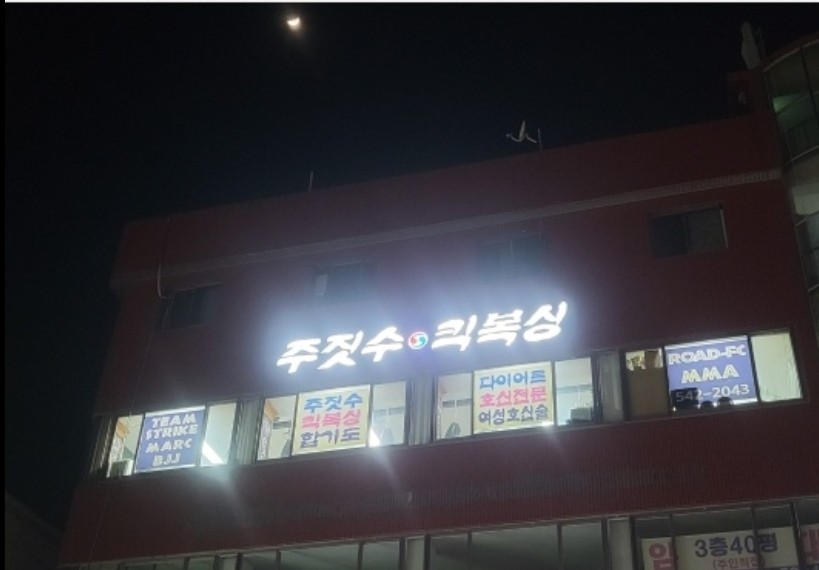 주짓수 킥복싱
TEAM
STRIKE
MARC
BJJ
주짓수
킥복싱
합기도
다이어트
호신전문
여성호신술
ROAD-FC
MMA
542-2043
임
3층40평